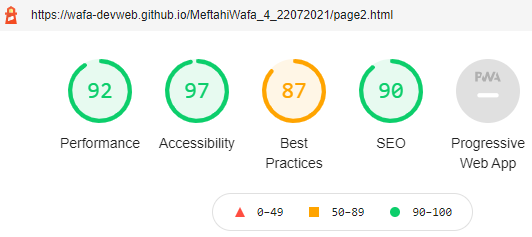 https://wafa-devweb.github.io/MeftahiWafa_4_22072021/page2.html
92
97
87
90
PWA
Performance
Accessibility
Best
Practices
SEO
Progressive
Web App
0–49
50–89
90–100